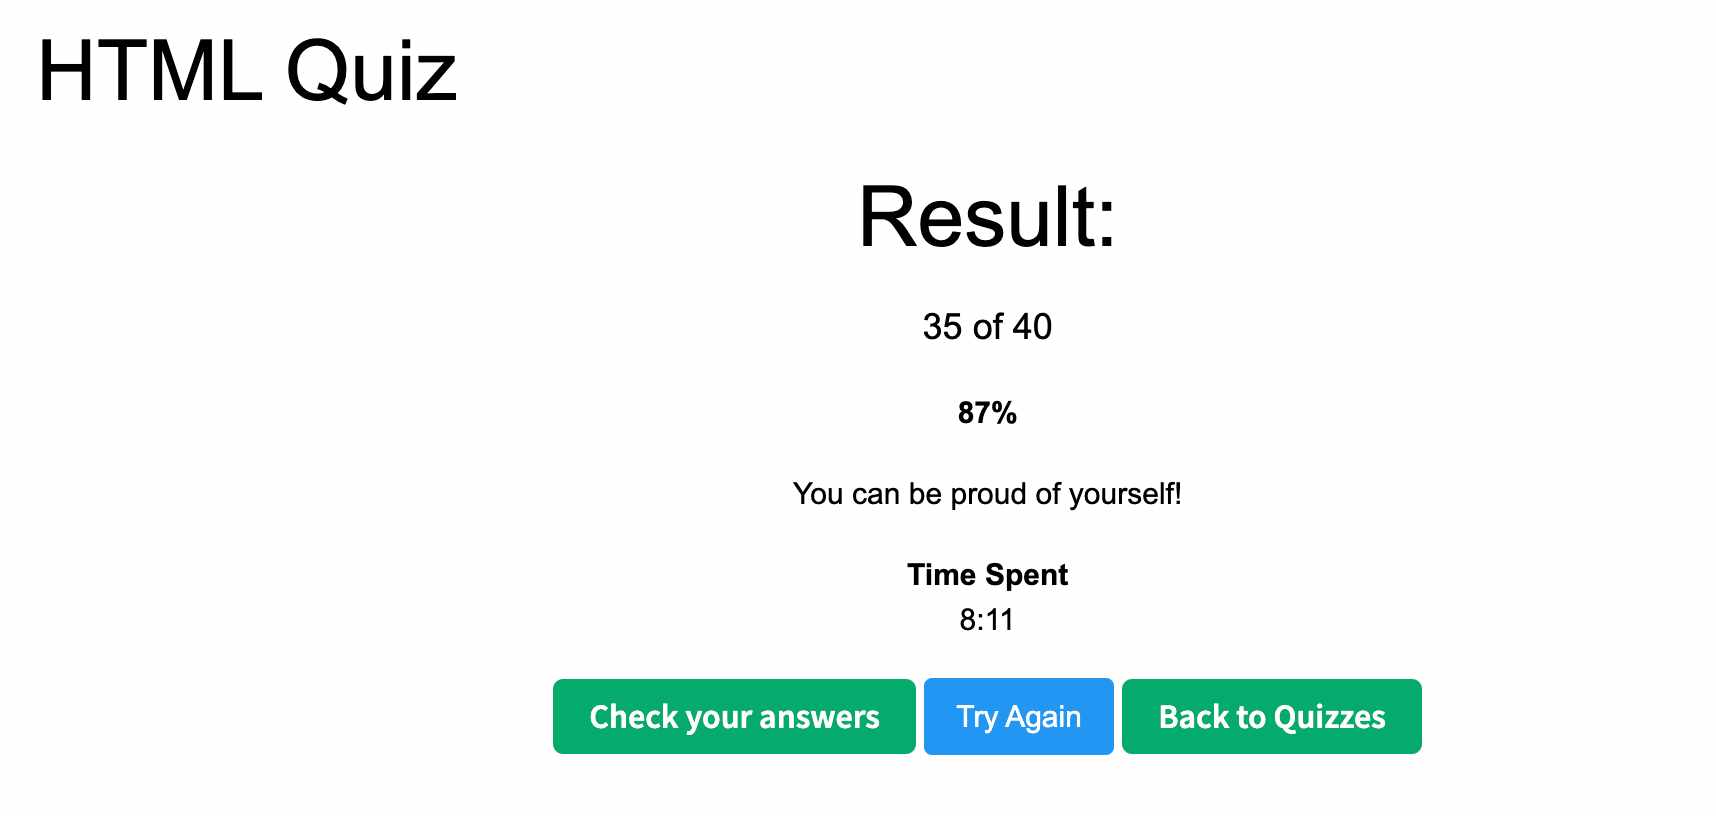 HTML Quiz
Result:
35 of 40
87%
You can be proud of yourself!
Time Spent
8:11
Check your answers Try Again Back to Quizzes